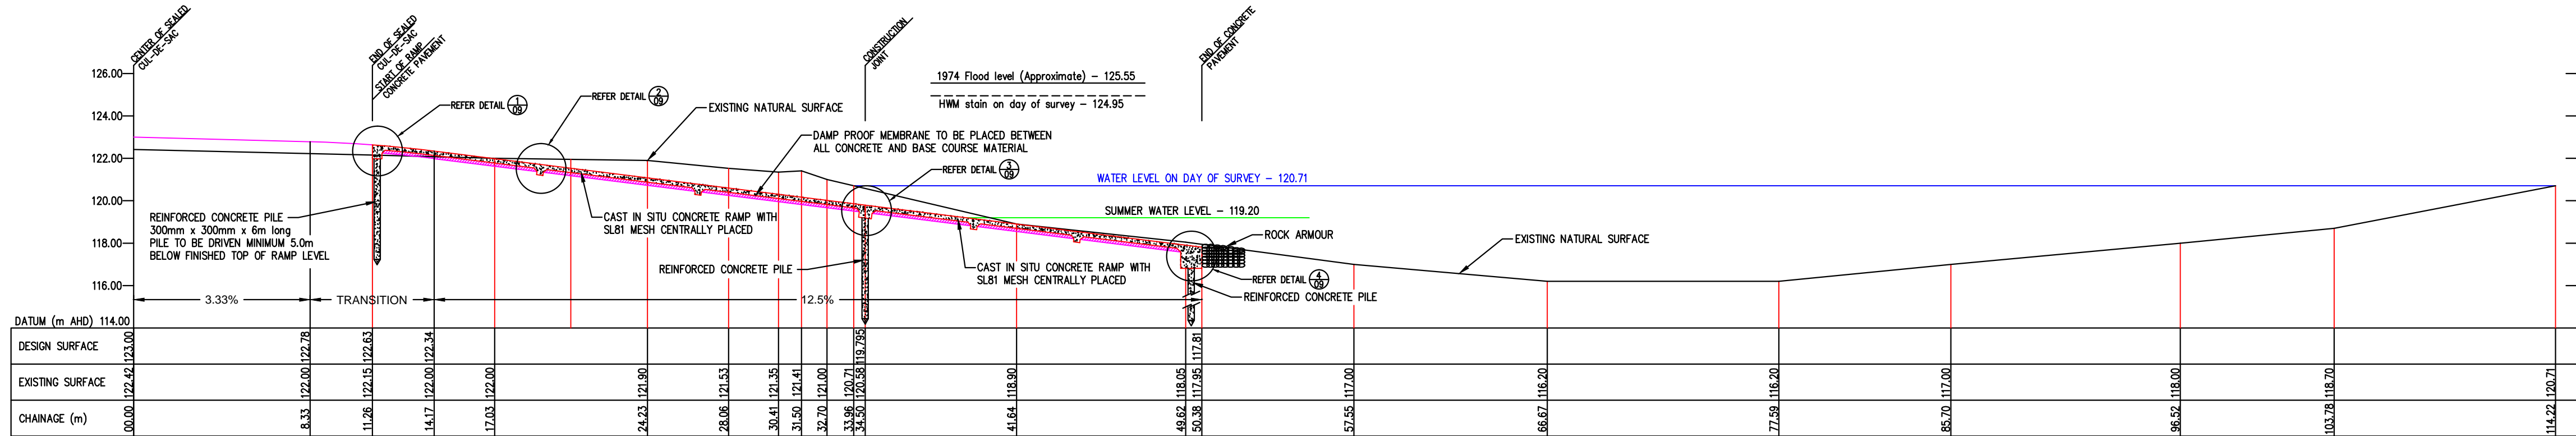 CENTER OF SEALED
CUL-DE-SAC
END OF SEALED
CUL-DE-SAC
START OF RAMP
CONCRETE PAVEMENT
CONSTRUCTION
JOINT
END OF CONCRETE
PAVEMENT
126.00
124.00
122.00
120.00
118.00
116.00
REFER DETAIL 1
09
REFER DETAIL 2
09
EXISTING NATURAL SURFACE
1974 Flood level (Approximate) - 125.55
HWM stain on day of survey - 124.95
DAMP PROOF MEMBRANE TO BE PLACED BETWEEN
ALL CONCRETE AND BASE COURSE MATERIAL
REFER DETAIL 3
09
WATER LEVEL ON DAY OF SURVEY - 120.71
SUMMER WATER LEVEL - 119.20
REINFORCED CONCRETE PILE
300mm x 300mm x 6m long
PILE TO BE DRIVEN MINIMUM 5.0m
BELOW FINISHED TOP OF RAMP LEVEL
CAST IN SITU CONCRETE RAMP WITH
SL81 MESH CENTRALLY PLACED
REINFORCED CONCRETE PILE
CAST IN SITU CONCRETE RAMP WITH
SL81 MESH CENTRALLY PLACED
ROCK ARMOUR
EXISTING NATURAL SURFACE
REFER DETAIL 4
09
REINFORCED CONCRETE PILE
3.33%
TRANSITION
12.5%
DATUM (m AHD) 114.00
DESIGN SURFACE 123.00 122.78 122.63 122.34 119.795 117.81
EXISTING SURFACE 122.42 122.00 122.15 122.00 122.00 121.90 121.53 121.35 121.41 121.00 120.71 120.58 118.90 118.05 117.95 117.00 116.20 116.20 117.00 118.00 118.70 120.71
CHAINAGE (m) 00.00 8.33 11.26 14.17 17.03 24.23 28.06 30.41 31.50 32.70 33.96 34.50 41.64 49.62 50.38 57.55 66.67 77.59 85.70 96.52 103.78 114.22